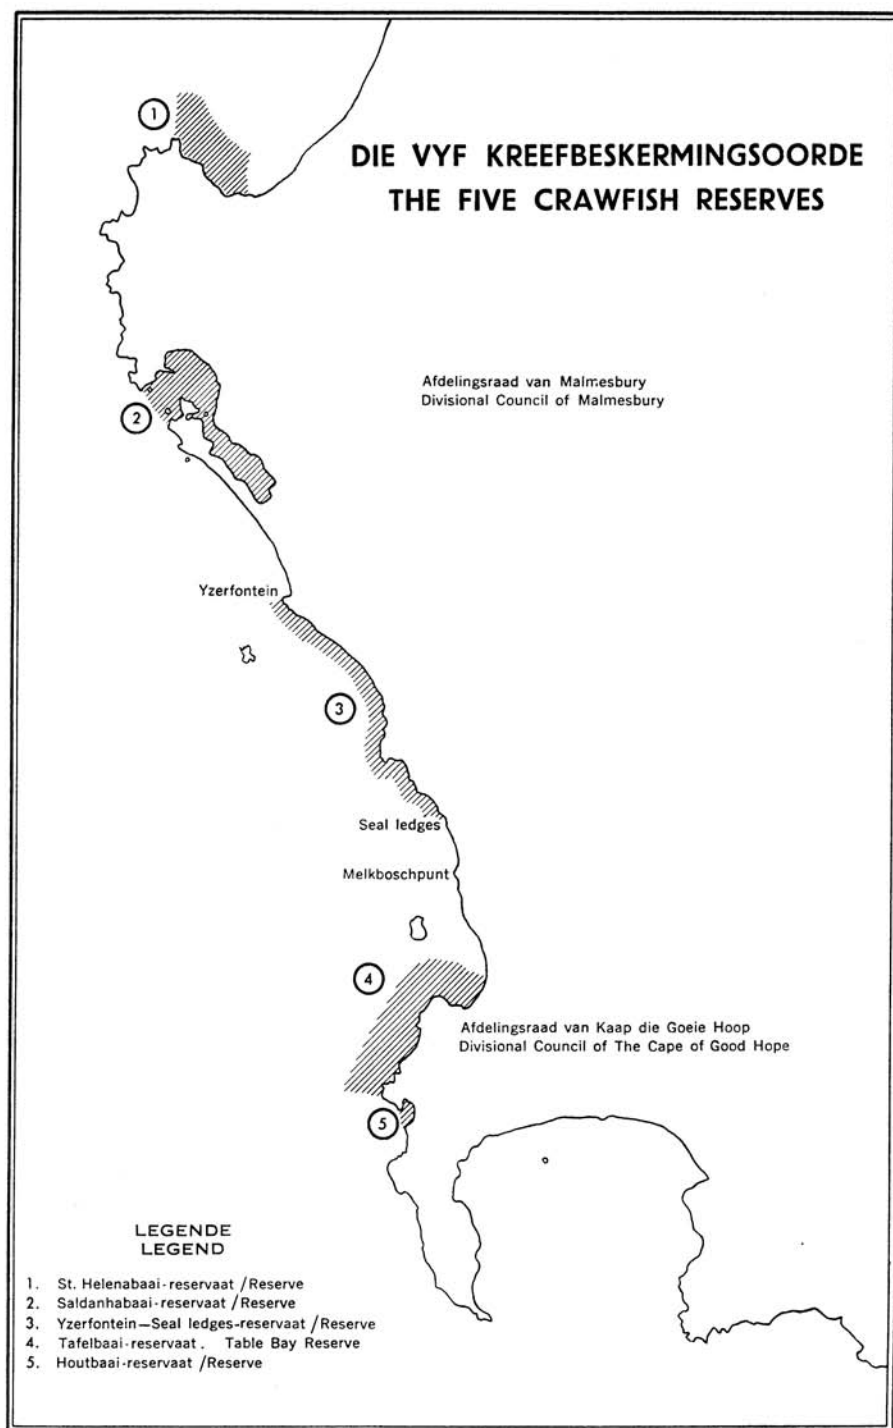 1
DIE VYF KREEFBESKERMINGSOORDE
THE FIVE CRAWFISH RESERVES
Afdelingsraad van Malmesbury
Divisional Council of Malmesbury
2
Yzerfontein
3
Seal ledges
Melkboschpunt
4
Afdelingsraad van Kaap die Goeie Hoop
Divisional Council of The Cape of Good Hope
5
LEGENDE
LEGEND
1. St. Helenabaai-reservaat /Reserve
2. Saldanhabaai-reservaat /Reserve
3. Yzerfontein—Seal ledges-reservaat /Reserve
4. Tafelbaai-reservaat . Table Bay Reserve
5. Houtbaai-reservaat /Reserve